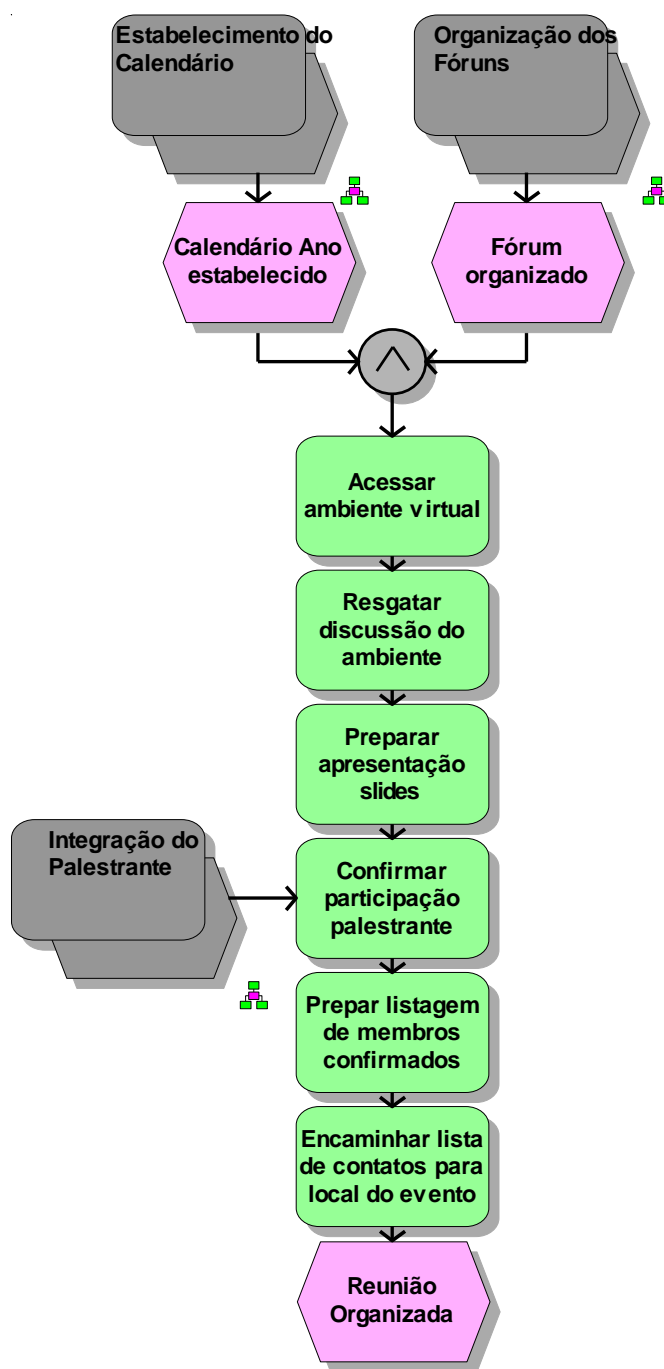 Estabelecimento do
Calendário
Organização dos
Fóruns
Calendário Ano
estabelecido
Fórum
organizado
Acessar
ambiente virtual
Resgatar
discussão do
ambiente
Preparar
apresentação
slides
Integração do
Palestrante
Confirmar
participação
palestrante
Prepar listagem
de membros
confirmados
Encaminhar lista
de contatos para
local do evento
Reunião
Organizada